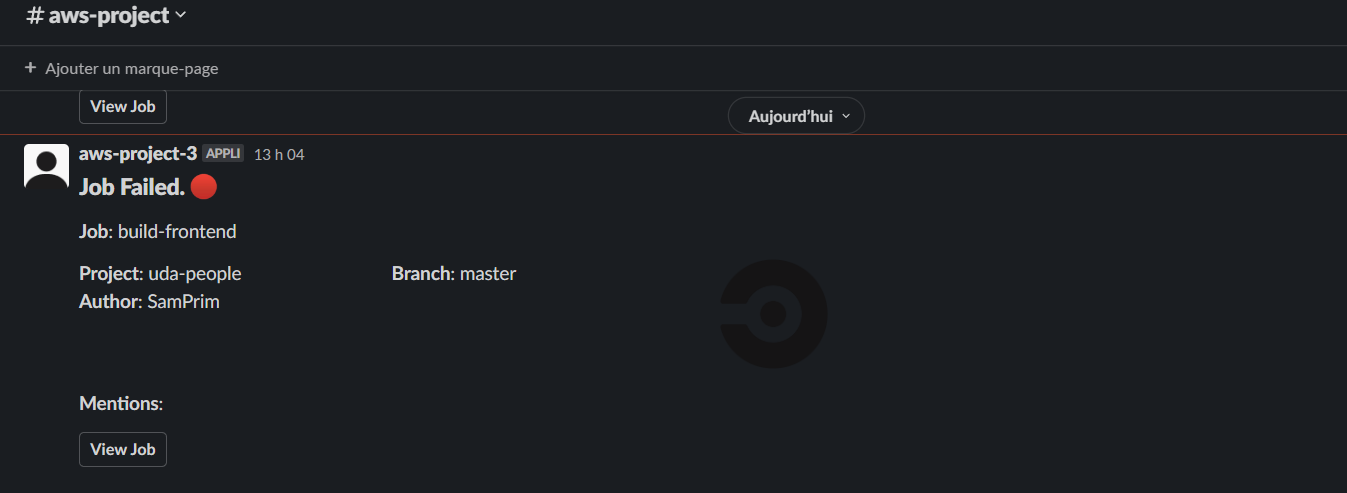 # aws-project
+ Ajouter un marque-page
View Job
Aujourd'hui
aws-project-3 APPLI 13 h 04
Job Failed.
Job: build-frontend
Project: uda-people Branch: master
Author: SamPrim
Mentions:
View Job